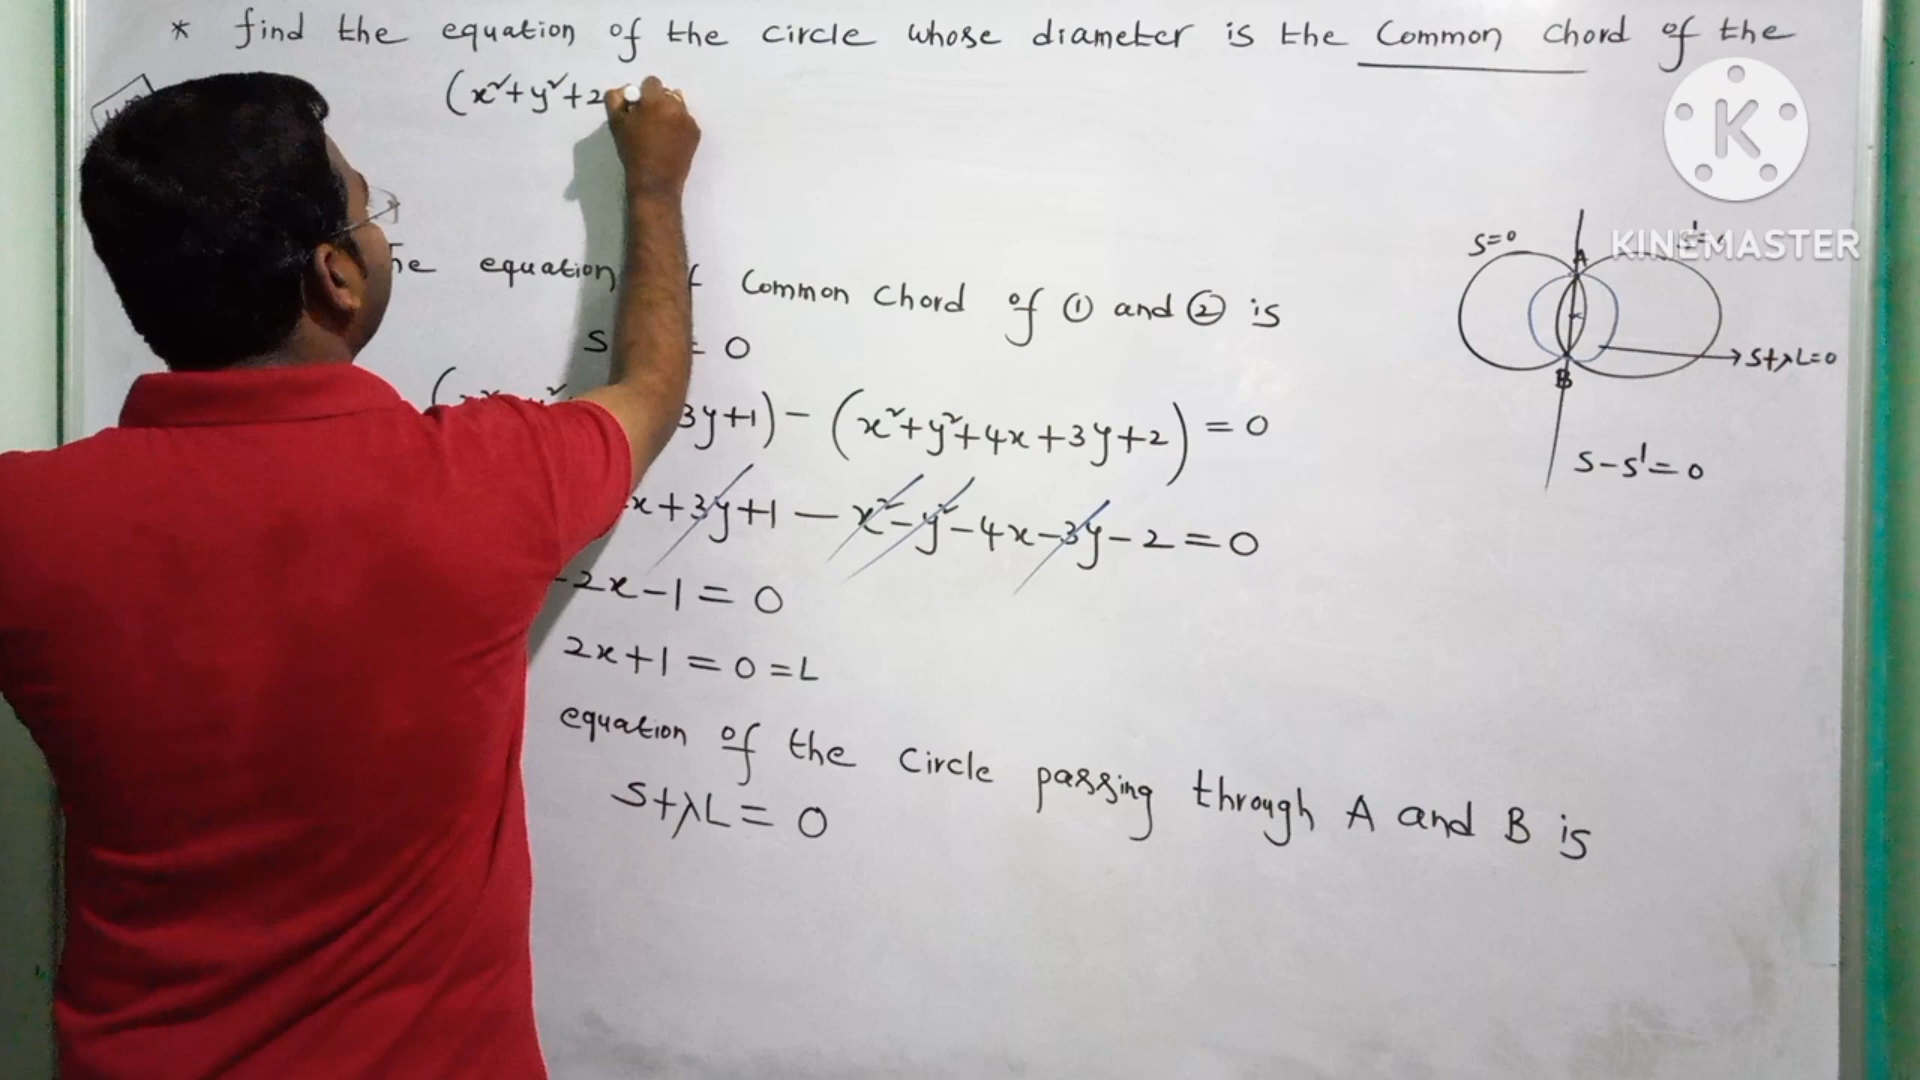 * find the equation of the circle whose diameter is the common chord of the
(x²+y²+2
K
KINEMASTER
S=0
A
The equation of common chord of ① and ② is
S = 0
B
S+λL=0
3y+1) - (x²+y²+4x+3y+2) = 0
S-S'=0
x+3y+1 - x²-y²-4x-3y-2=0
-2x-1=0
2x+1=0=L
equation of the circle passing through A and B is
S+λL=0